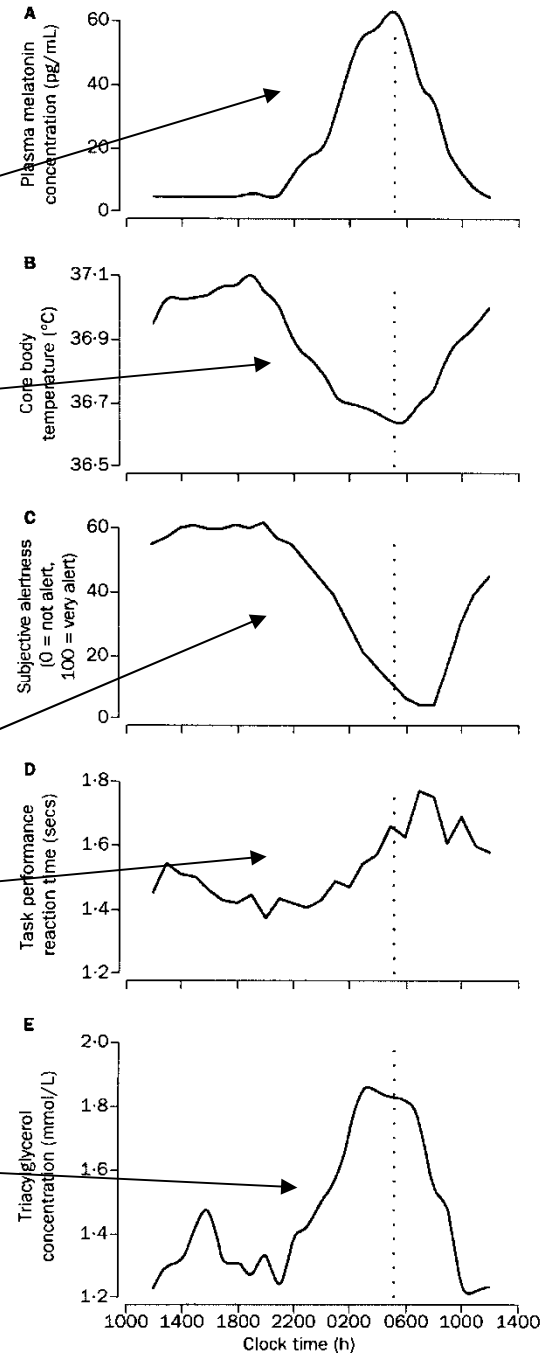 A
Plasma melatonin
concentration (pg/mL)
60
40
20
0
B
Core body
temperature (°C)
37·1
36·9
36·7
36·5
C
Subjective alertness
(0 = not alert,
100 = very alert)
60
40
20
0
D
Task performance
reaction time (secs)
1·8
1·6
1·4
1·2
E
Triacylglycerol
concentration (mmol/L)
2·0
1·8
1·6
1·4
1·2
1000 1400 1800 2200 0200 0600 1000 1400
Clock time (h)